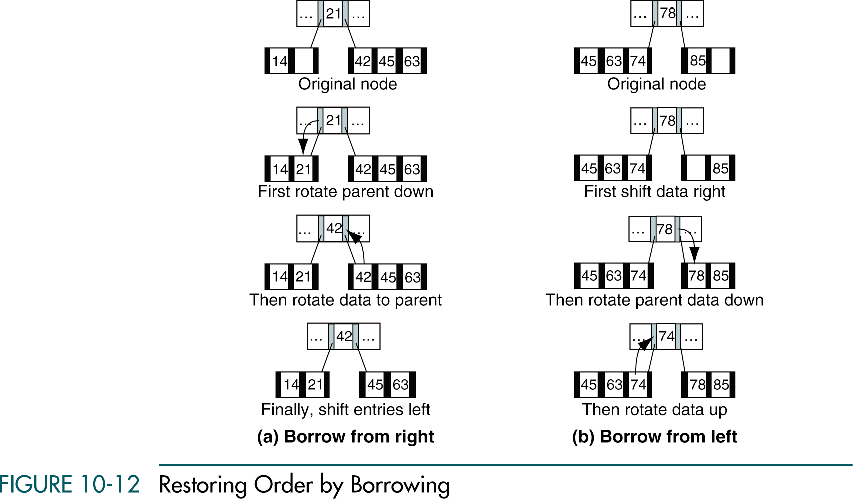 ... 21 ...
14
42 45 63
Original node
... 21 ...
14 21
42 45 63
First rotate parent down
... 42 ...
14 21
42 45 63
Then rotate data to parent
... 42 ...
14 21
45 63
Finally, shift entries left
(a) Borrow from right
... 78 ...
45 63 74
85
Original node
... 78 ...
45 63 74
85
First shift data right
... 78 ...
45 63 74
78 85
Then rotate parent data down
... 74 ...
45 63 74
78 85
Then rotate data up
(b) Borrow from left
FIGURE 10-12 Restoring Order by Borrowing